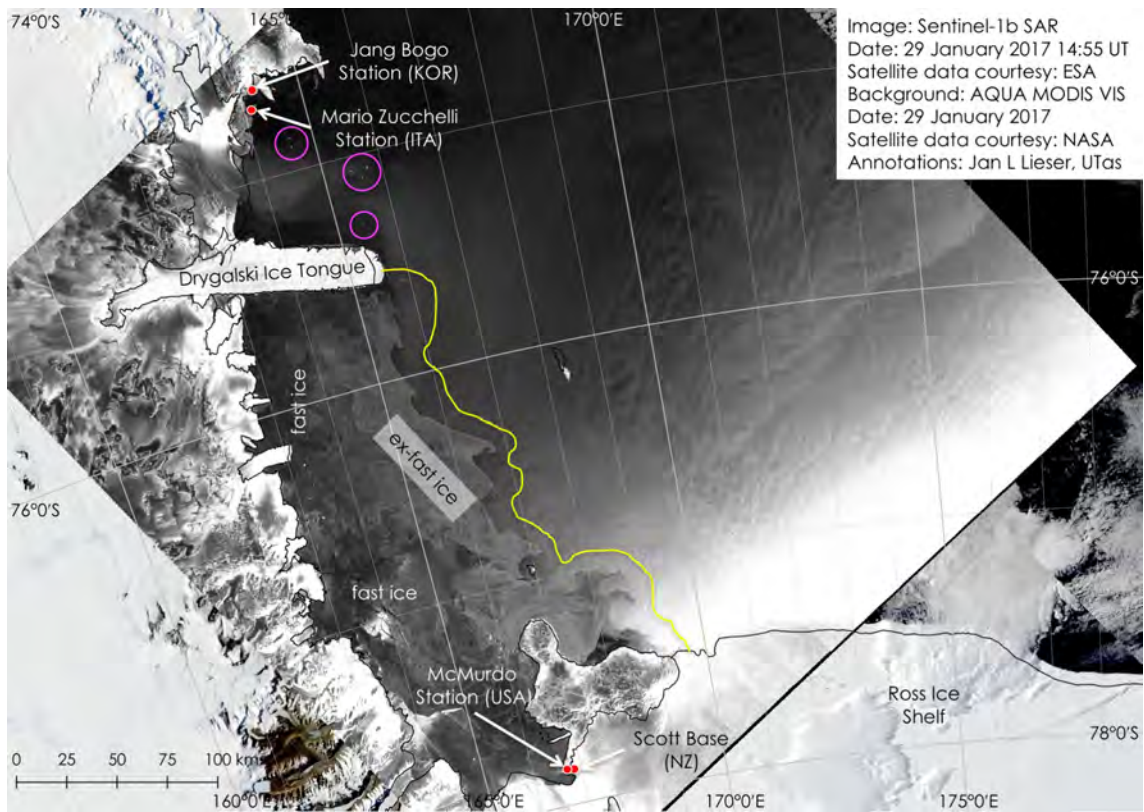 74°0'S
165°0'E
170°0'E
Image: Sentinel-1b SAR
Date: 29 January 2017 14:55 UT
Satellite data courtesy: ESA
Background: AQUA MODIS VIS
Date: 29 January 2017
Satellite data courtesy: NASA
Annotations: Jan L Lieser, UTas
Jang Bogo
Station (KOR)
Mario Zucchelli
Station (ITA)
Drygalski Ice Tongue
76°0'S
fast ice
ex-fast ice
76°0'S
fast ice
McMurdo
Station (USA)
Scott Base
(NZ)
Ross Ice
Shelf
78°0'S
0 25 50 75 100 km
160°0'E
165°0'E
170°0'E
175°0'E